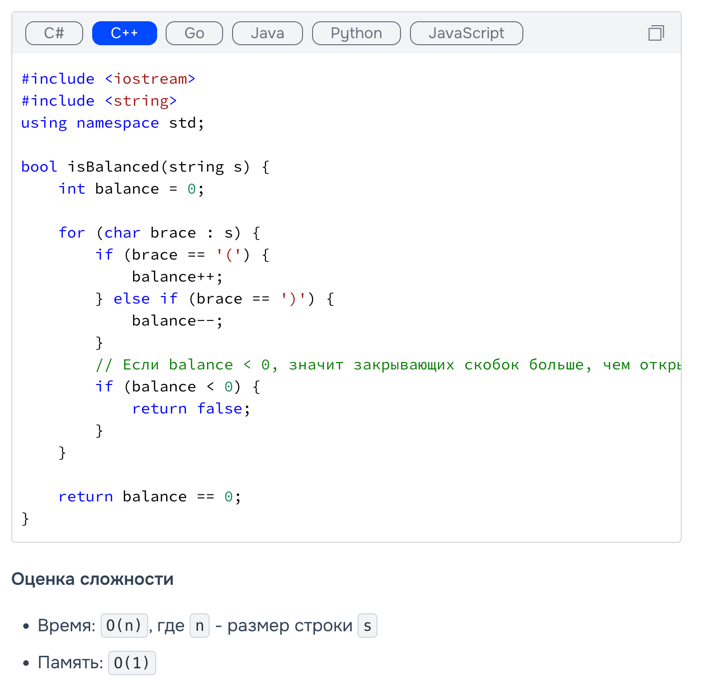 C# C++ Go Java Python JavaScript
#include <iostream>
#include <string>
using namespace std;
bool isBalanced(string s) {
    int balance = 0;
    for (char brace : s) {
        if (brace == '(') {
            balance++;
        } else if (brace == ')') {
            balance--;
        }
        // Если balance < 0, значит закрывающих скобок больше, чем
        if (balance < 0) {
            return false;
        }
    }
    return balance == 0;
}
Оценка сложности
• Время: O(n), где n - размер строки s
• Память: O(1)